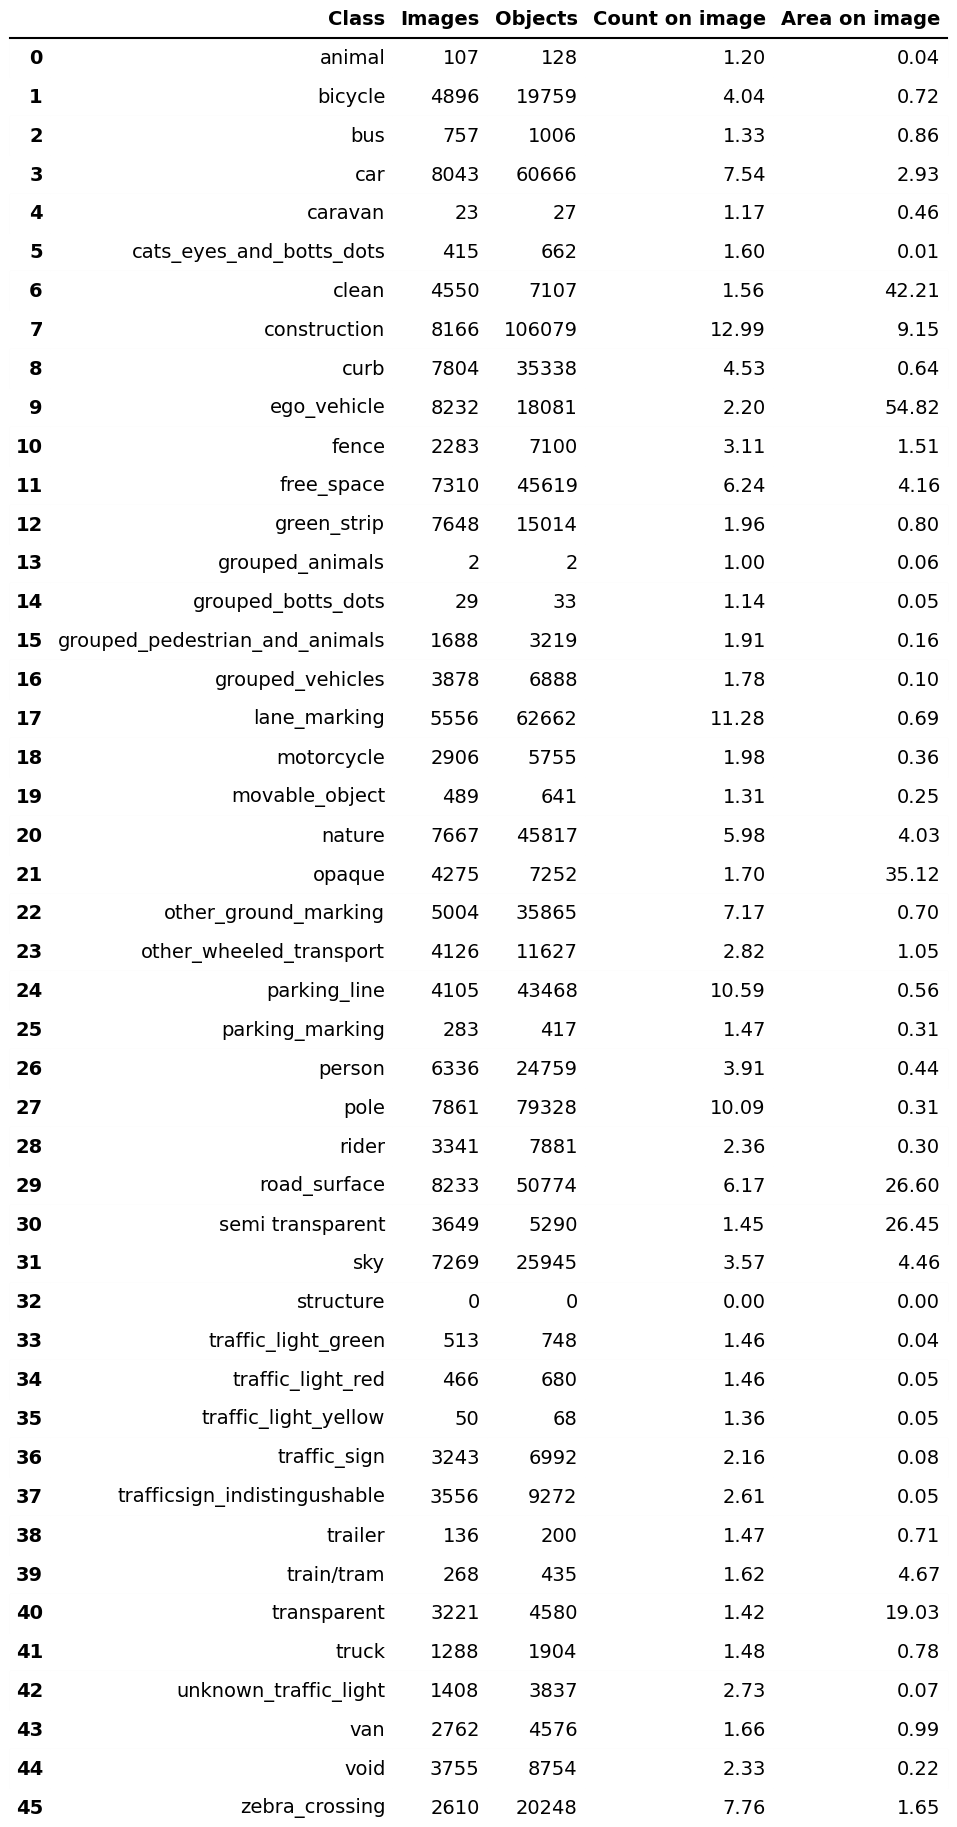 Class Images Objects Count on image Area on image
0 animal 107 128 1.20 0.04
1 bicycle 4896 19759 4.04 0.72
2 bus 757 1006 1.33 0.86
3 car 8043 60666 7.54 2.93
4 caravan 23 27 1.17 0.46
5 cats_eyes_and_botts_dots 415 662 1.60 0.01
6 clean 4550 7107 1.56 42.21
7 construction 8166 106079 12.99 9.15
8 curb 7804 35338 4.53 0.64
9 ego_vehicle 8232 18081 2.20 54.82
10 fence 2283 7100 3.11 1.51
11 free_space 7310 45619 6.24 4.16
12 green_strip 7648 15014 1.96 0.80
13 grouped_animals 2 2 1.00 0.06
14 grouped_botts_dots 29 33 1.14 0.05
15 grouped_pedestrian_and_animals 1688 3219 1.91 0.16
16 grouped_vehicles 3878 6888 1.78 0.10
17 lane_marking 5556 62662 11.28 0.69
18 motorcycle 2906 5755 1.98 0.36
19 movable_object 489 641 1.31 0.25
20 nature 7667 45817 5.98 4.03
21 opaque 4275 7252 1.70 35.12
22 other_ground_marking 5004 35865 7.17 0.70
23 other_wheeled_transport 4126 11627 2.82 1.05
24 parking_line 4105 43468 10.59 0.56
25 parking_marking 283 417 1.47 0.31
26 person 6336 24759 3.91 0.44
27 pole 7861 79328 10.09 0.31
28 rider 3341 7881 2.36 0.30
29 road_surface 8233 50774 6.17 26.60
30 semi transparent 3649 5290 1.45 26.45
31 sky 7269 25945 3.57 4.46
32 structure 0 0 0.00 0.00
33 traffic_light_green 513 748 1.46 0.04
34 traffic_light_red 466 680 1.46 0.05
35 traffic_light_yellow 50 68 1.36 0.05
36 traffic_sign 3243 6992 2.16 0.08
37 trafficsign_indistingushable 3556 9272 2.61 0.05
38 trailer 136 200 1.47 0.71
39 train/tram 268 435 1.62 4.67
40 transparent 3221 4580 1.42 19.03
41 truck 1288 1904 1.48 0.78
42 unknown_traffic_light 1408 3837 2.73 0.07
43 van 2762 4576 1.66 0.99
44 void 3755 8754 2.33 0.22
45 zebra_crossing 2610 20248 7.76 1.65